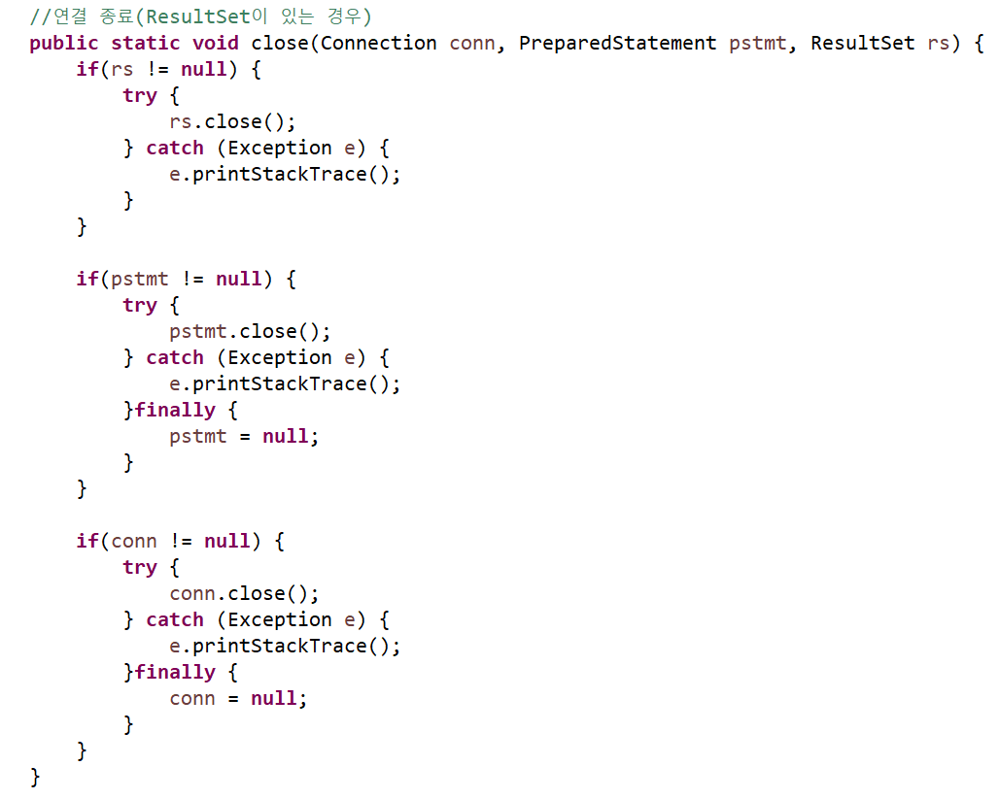 //연결 종료(ResultSet이 있는 경우)
public static void close(Connection conn, PreparedStatement pstmt, ResultSet rs) {
    if(rs != null) {
        try {
            rs.close();
        } catch (Exception e) {
            e.printStackTrace();
        }
    }

    if(pstmt != null) {
        try {
            pstmt.close();
        } catch (Exception e) {
            e.printStackTrace();
        }finally {
            pstmt = null;
        }
    }

    if(conn != null) {
        try {
            conn.close();
        } catch (Exception e) {
            e.printStackTrace();
        }finally {
            conn = null;
        }
    }
}